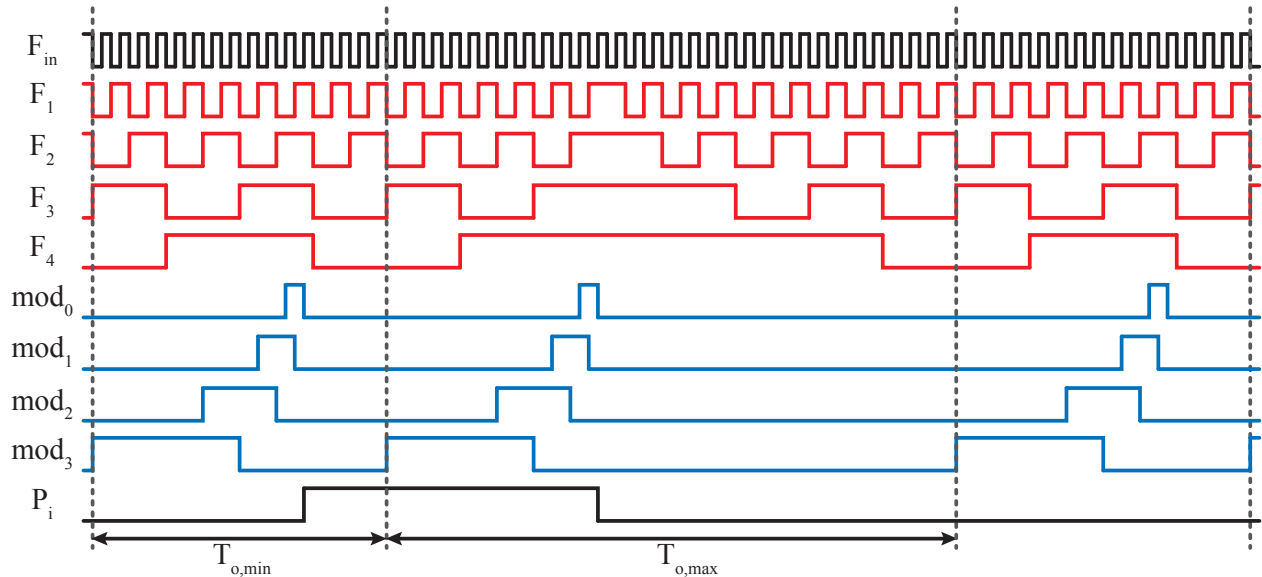 F_in
F_1
F_2
F_3
F_4
mod_0
mod_1
mod_2
mod_3
P_i
T_o,min
T_o,max